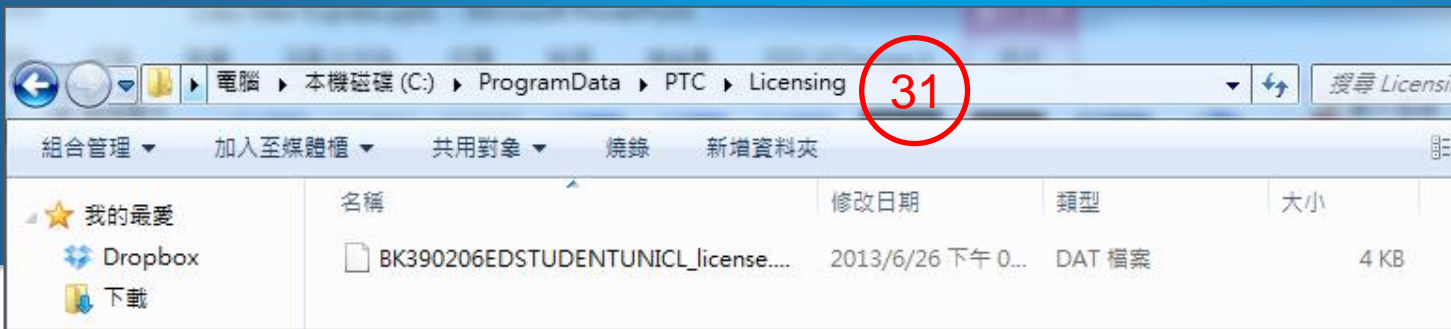 電腦 ▸ 本機磁碟 (C:) ▸ ProgramData ▸ PTC ▸ Licensing
31
搜尋 Licensin
組合管理 ▼ 加入至媒體櫃 ▼ 共用對象 ▼ 燒錄 新增資料夾
我的最愛
名稱 修改日期 類型 大小
Dropbox
BK390206EDSTUDENTUNICL_license.... 2013/6/26 下午 0... DAT 檔案 4 KB
下載